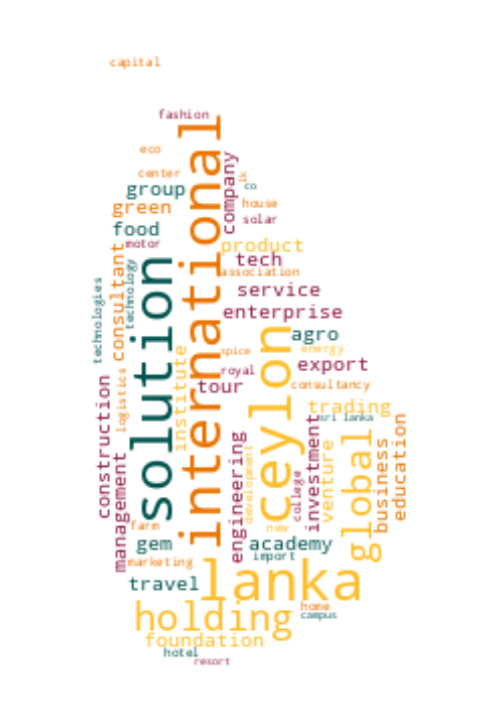 capital
fashion
international
eco
company
center
lk
co
group
house
green
solar
food
motor
product
tech
consultant
solution
technology
association
technologies
service
enterprise
ceylon
agro
institute
spice
energy
export
royal
logistics
tour
consultancy
construction
trading
sri lanka
investment
education
global
engineering
business
venture
development
management
college
farm
new
gem
academy
import
marketing
lanka
travel
holding
home
campus
foundation
hotel
resort